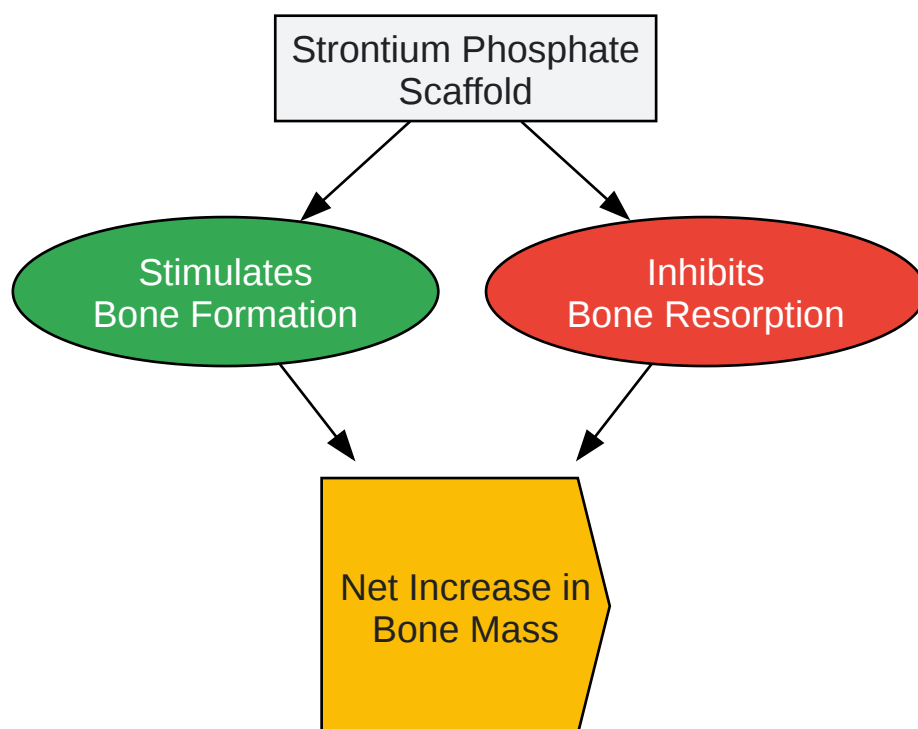 Strontium Phosphate
Scaffold
Stimulates
Bone Formation
Inhibits
Bone Resorption
Net Increase in
Bone Mass